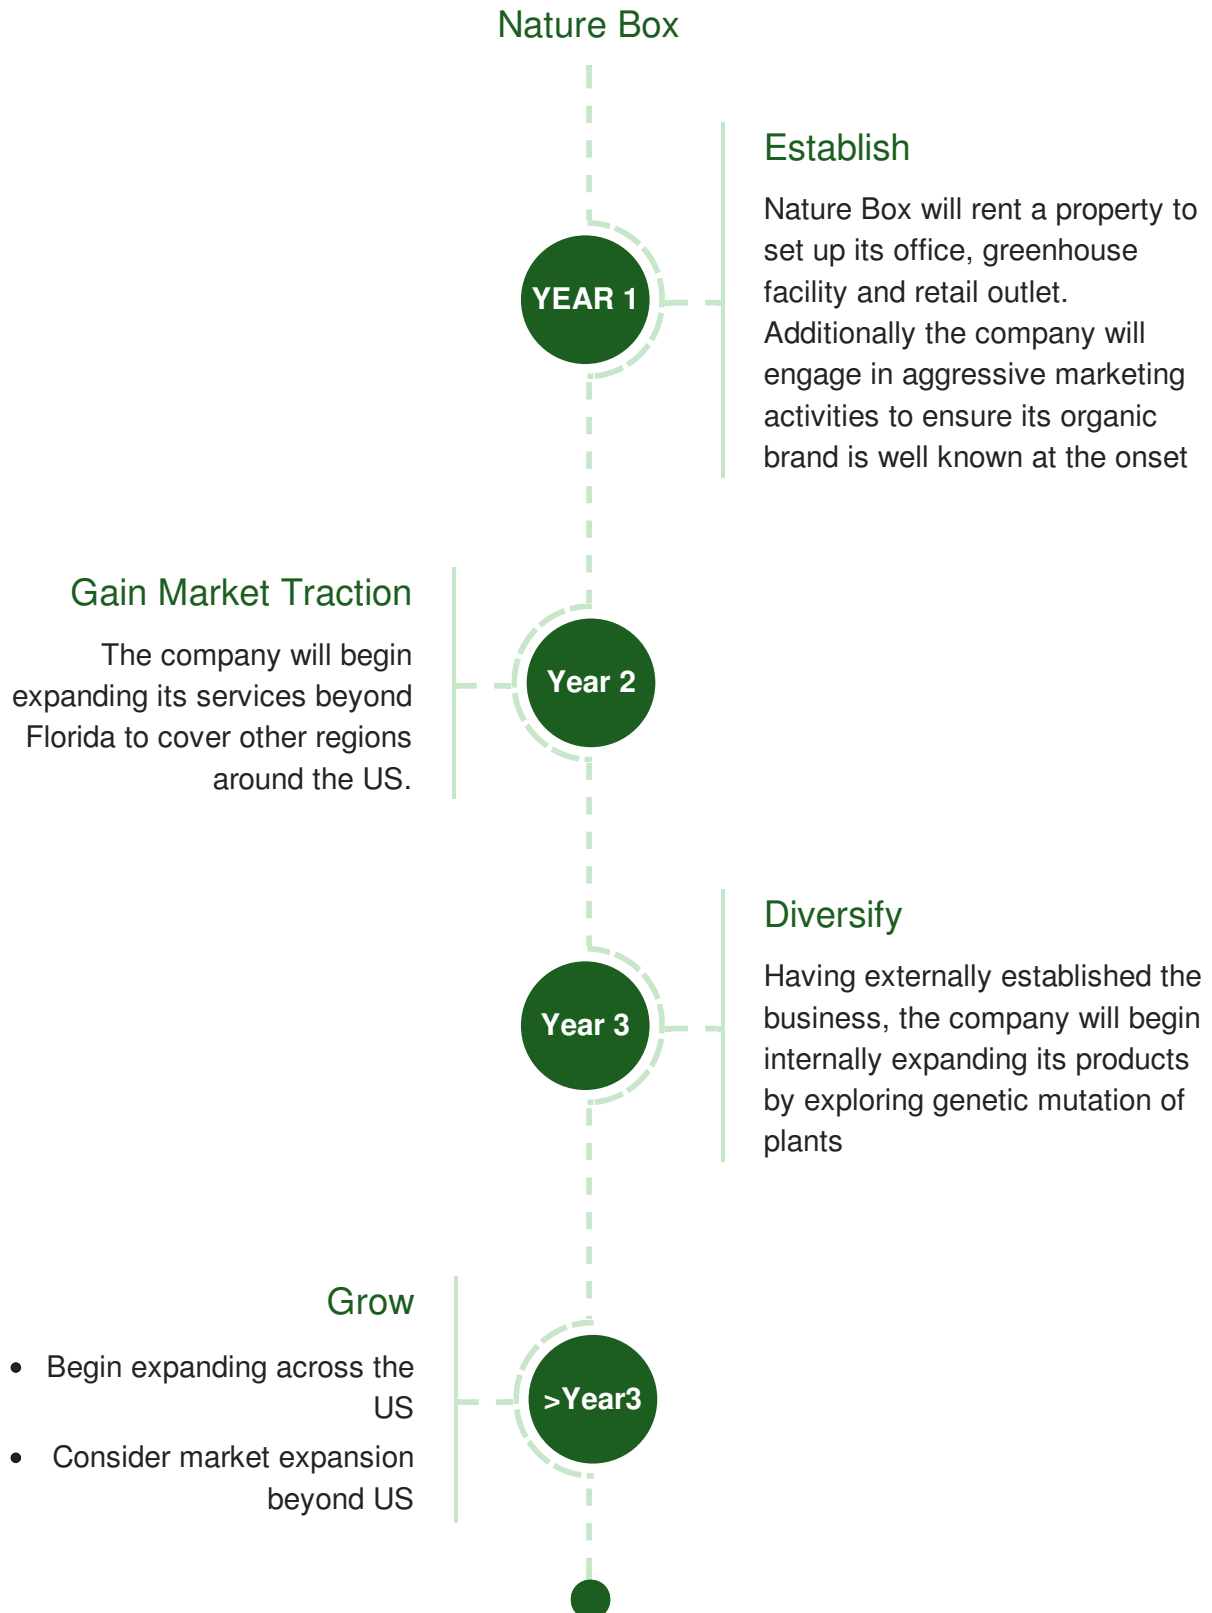 Nature Box
Establish
Nature Box will rent a property to
set up its office, greenhouse
facility and retail outlet.
Additionally the company will
engage in aggressive marketing
activities to ensure its organic
brand is well known at the onset
YEAR 1
Gain Market Traction
The company will begin
expanding its services beyond
Florida to cover other regions
around the US.
Year 2
Diversify
Having externally established the
business, the company will begin
internally expanding its products
by exploring genetic mutation of
plants
Year 3
Grow
• Begin expanding across the
US
• Consider market expansion
beyond US
>Year3